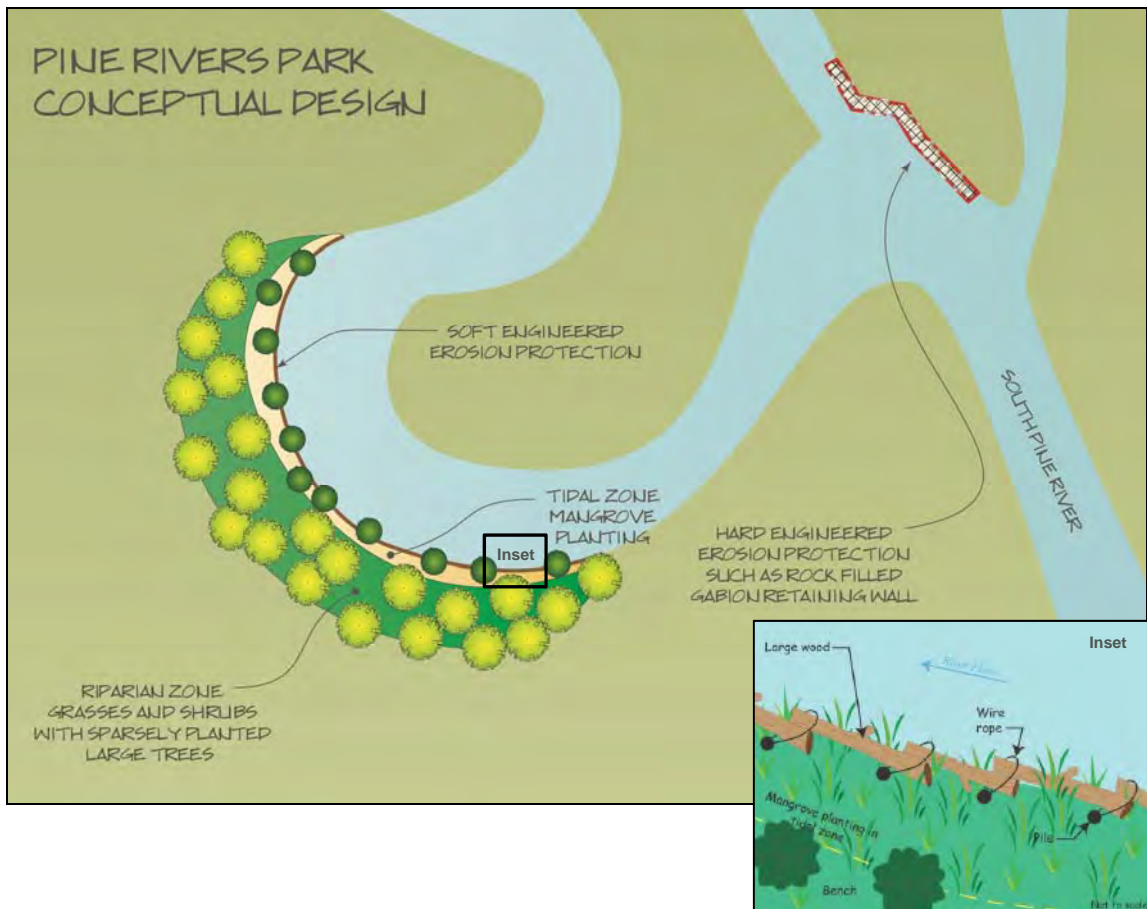 PINE RIVERS PARK
CONCEPTUAL DESIGN
SOFT ENGINEERED
EROSION PROTECTION
TIDAL ZONE
MANGROVE
PLANTING
Inset
HARD ENGINEERED
EROSION PROTECTION
SUCH AS ROCK FILLED
GABION RETAINING WALL
SOUTH PINE RIVER
RIPARIAN ZONE
GRASSES AND SHRUBS
WITH SPARSELY PLANTED
LARGE TREES
Inset
Large wood
River Flow
Wire
rope
Pile
Mangrove planting in
tidal zone
Bench
Not to scale